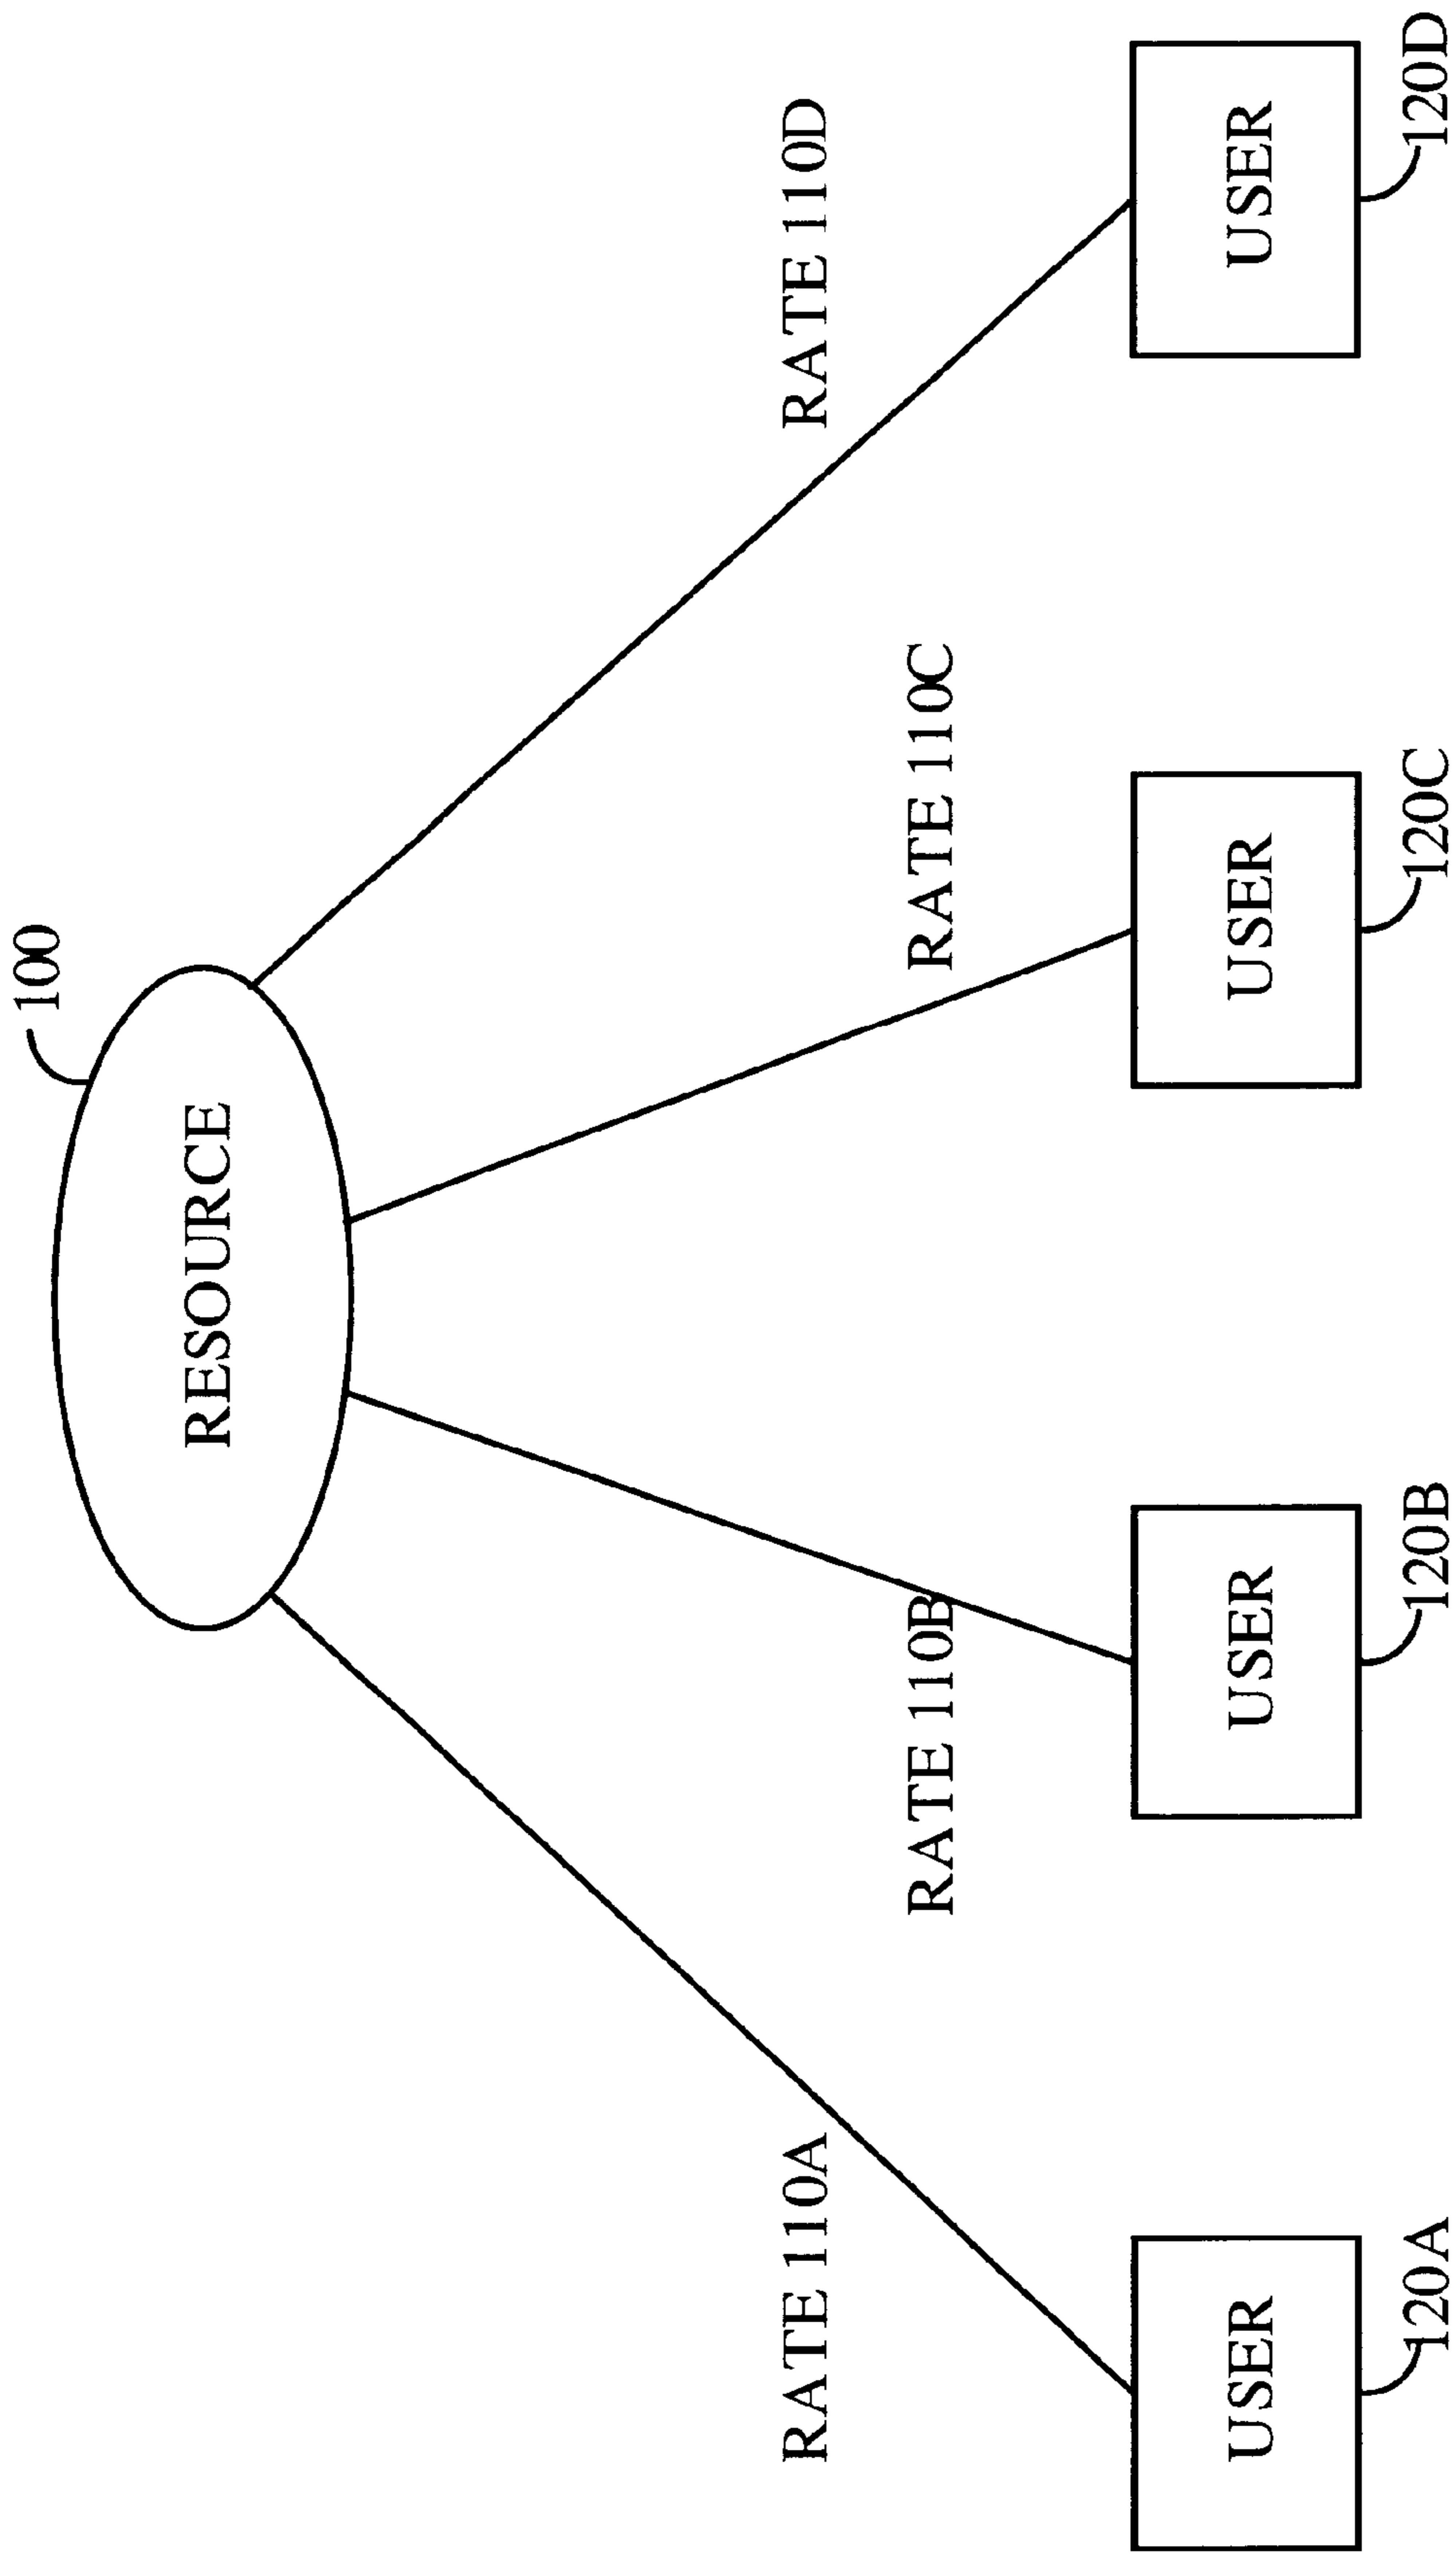 100
RESOURCE
RATE 110A
RATE 110D
RATE 110B
RATE 110C
USER
USER
USER
USER
120A
120B
120C
120D